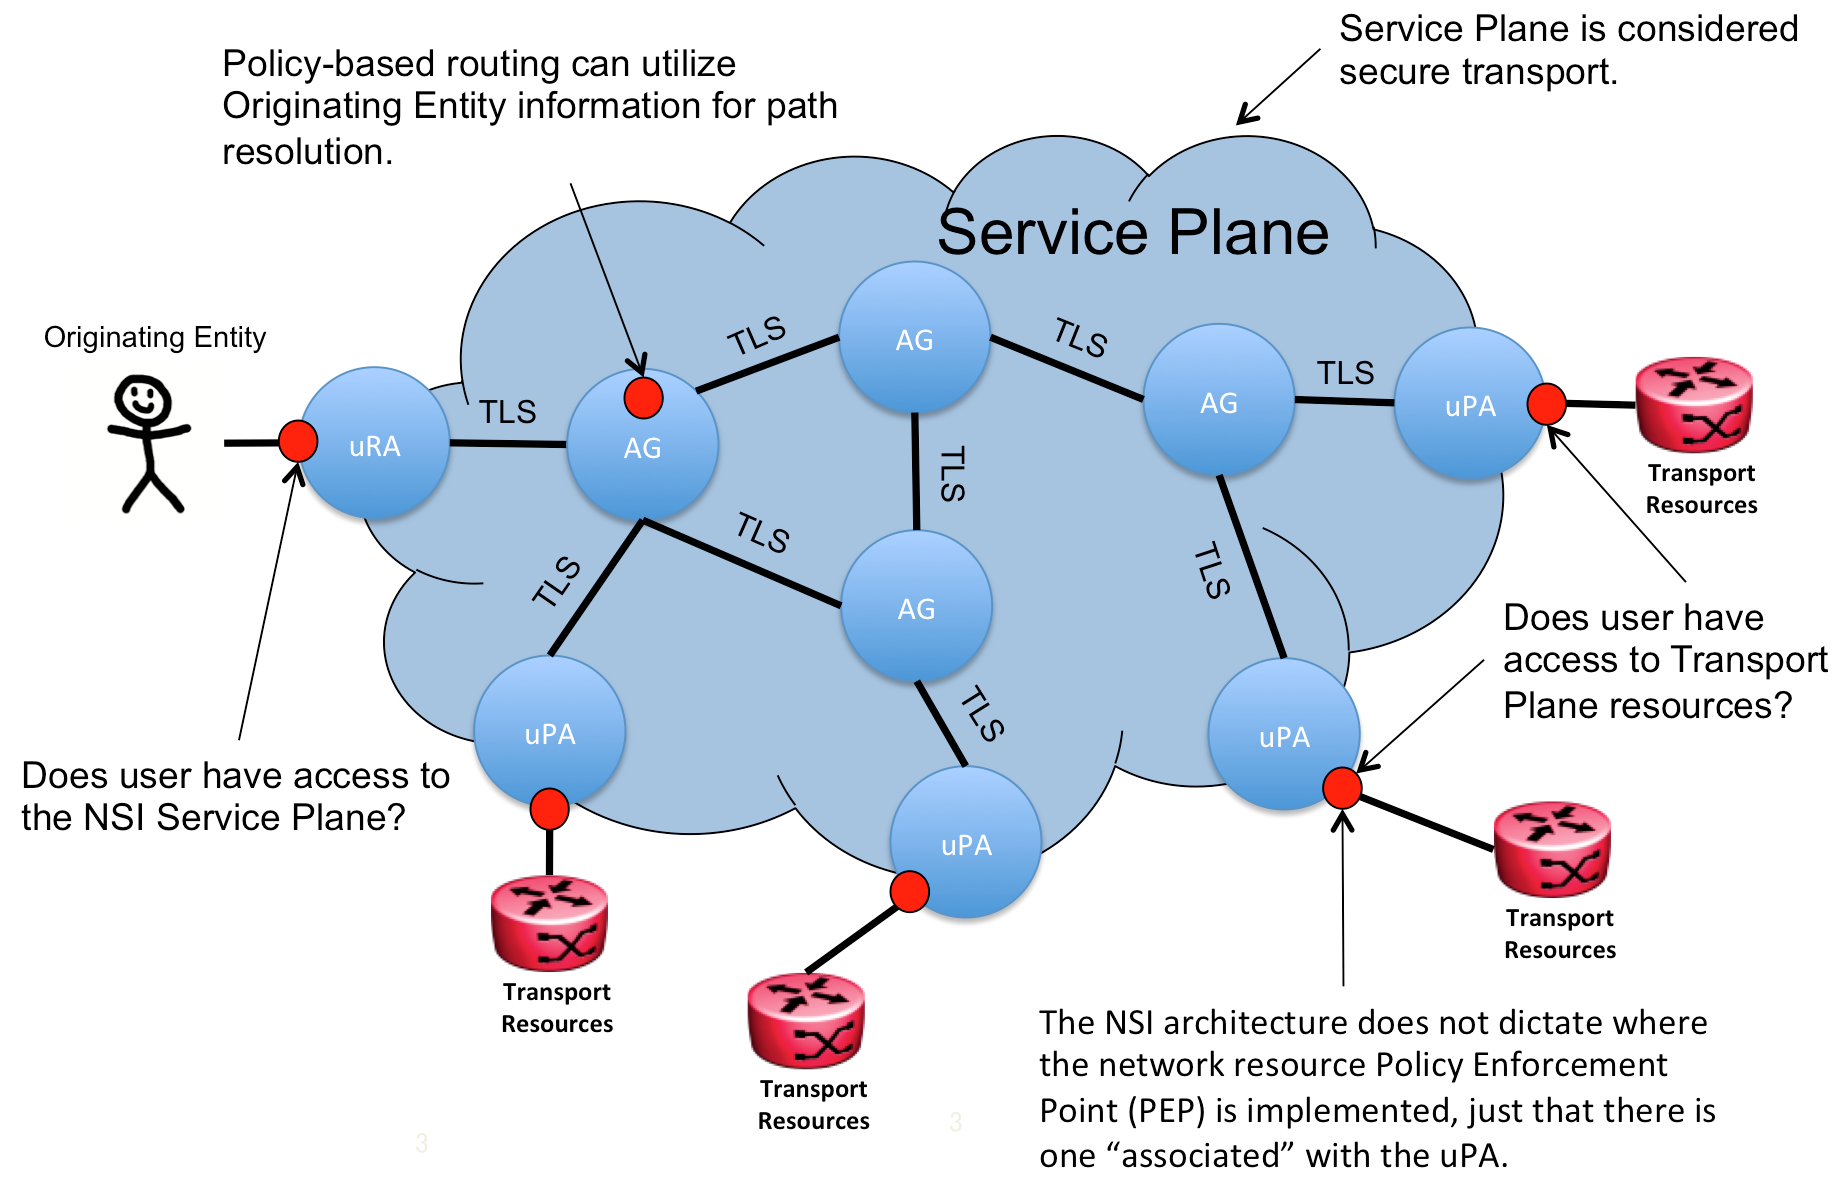 Service Plane is considered
secure transport.
Policy-based routing can utilize
Originating Entity information for path
resolution.
Service Plane
Originating Entity
TLS
AG
TLS
TLS
AG
TLS
uPA
uRA
TLS
AG
TLS
Transport
Resources
TLS
TLS
TLS
AG
Does user have
access to Transport
Plane resources?
uPA
TLS
uPA
Does user have access to
the NSI Service Plane?
uPA
Transport
Resources
Transport
Resources
Transport
Resources
The NSI architecture does not dictate where
the network resource Policy Enforcement
Point (PEP) is implemented, just that there is
one “associated” with the uPA.
3
3